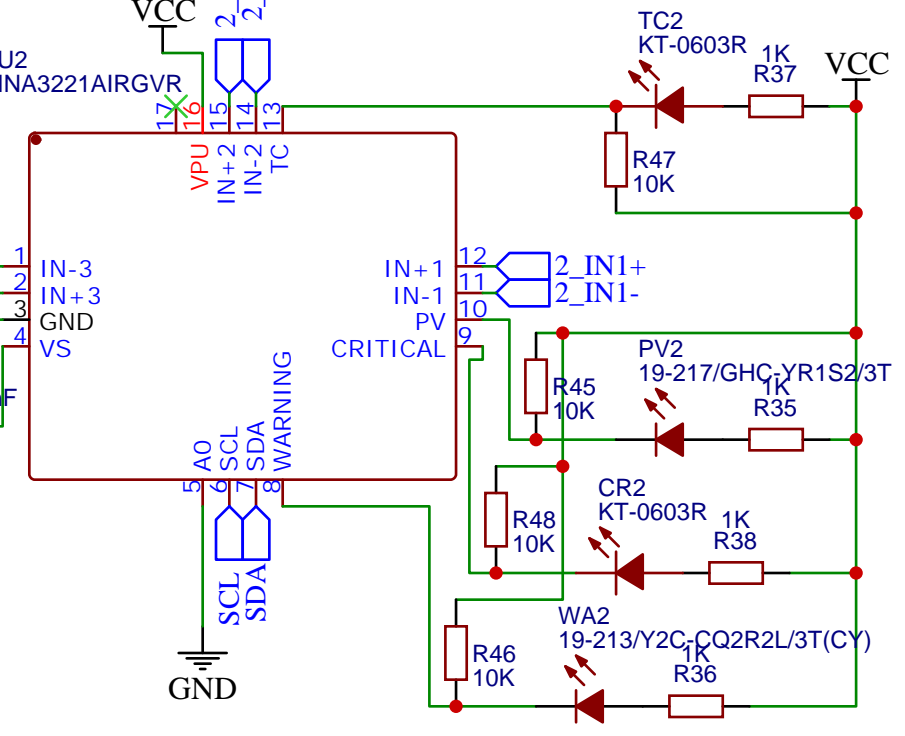 VCC
2_
2_
U2
INA3221AIRGVR
17
16
15
14
13
VPU
IN+2
IN-2
TC
TC2
KT-0603R
1K
R37
VCC
R47
10K
1
IN-3
2
IN+3
3
GND
4
VS
F
IN+1
12
2_IN1+
IN-1
11
2_IN1-
PV
10
CRITICAL
9
PV2
19-217/GHC-YR1S2/3T
1K
R35
R45
10K
A0
SCL
SDA
WARNING
5
6
7
8
CR2
KT-0603R
1K
R38
R48
10K
SCL
SDA
GND
WA2
19-213/Y2C-CQ2R2L/3T(CY)
1K
R36
R46
10K